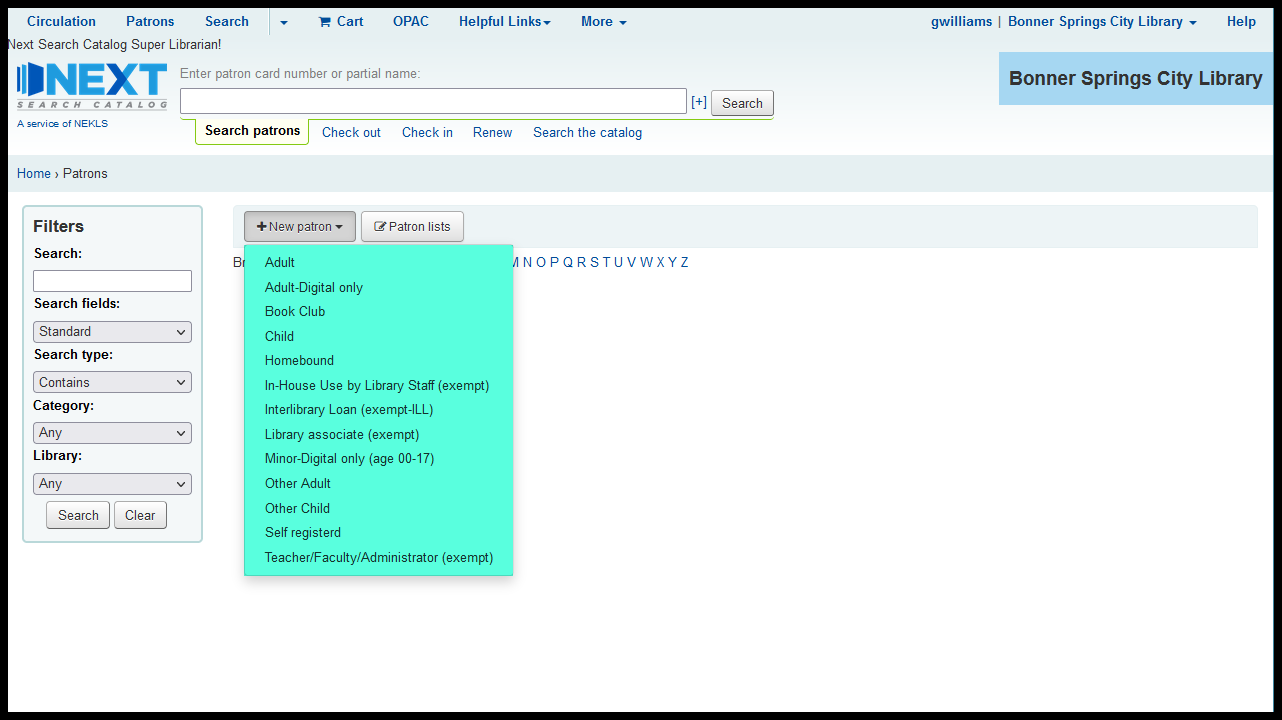 Circulation Patrons Search Cart OPAC Helpful Links More gwilliams | Bonner Springs City Library Help
Next Search Catalog Super Librarian!
NEXT
SEARCH CATALOG
A service of NEKLS
Enter patron card number or partial name:
[+] Search
Search patrons Check out Check in Renew Search the catalog
Bonner Springs City Library
Home › Patrons
Filters
Search:
Search fields:
Standard
Search type:
Contains
Category:
Any
Library:
Any
Search Clear
New patron Patron lists
M N O P Q R S T U V W X Y Z
Adult
Adult-Digital only
Book Club
Child
Homebound
In-House Use by Library Staff (exempt)
Interlibrary Loan (exempt-ILL)
Library associate (exempt)
Minor-Digital only (age 00-17)
Other Adult
Other Child
Self registerd
Teacher/Faculty/Administrator (exempt)